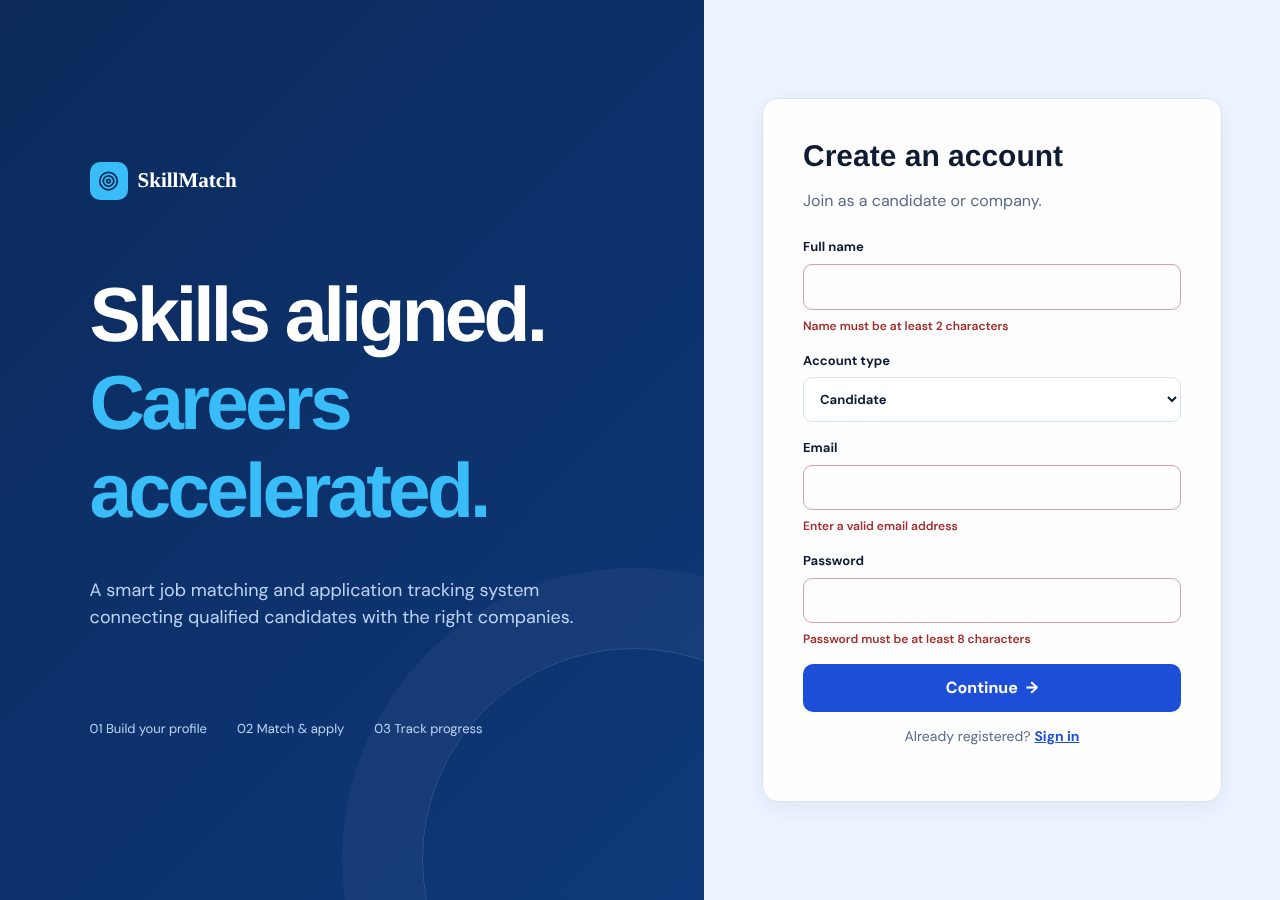 SkillMatch
Skills aligned.
Careers
accelerated.
A smart job matching and application tracking system
connecting qualified candidates with the right companies.
01 Build your profile
02 Match & apply
03 Track progress
Create an account
Join as a candidate or company.
Full name
Name must be at least 2 characters
Account type
Candidate
Email
Enter a valid email address
Password
Password must be at least 8 characters
Continue →
Already registered? Sign in